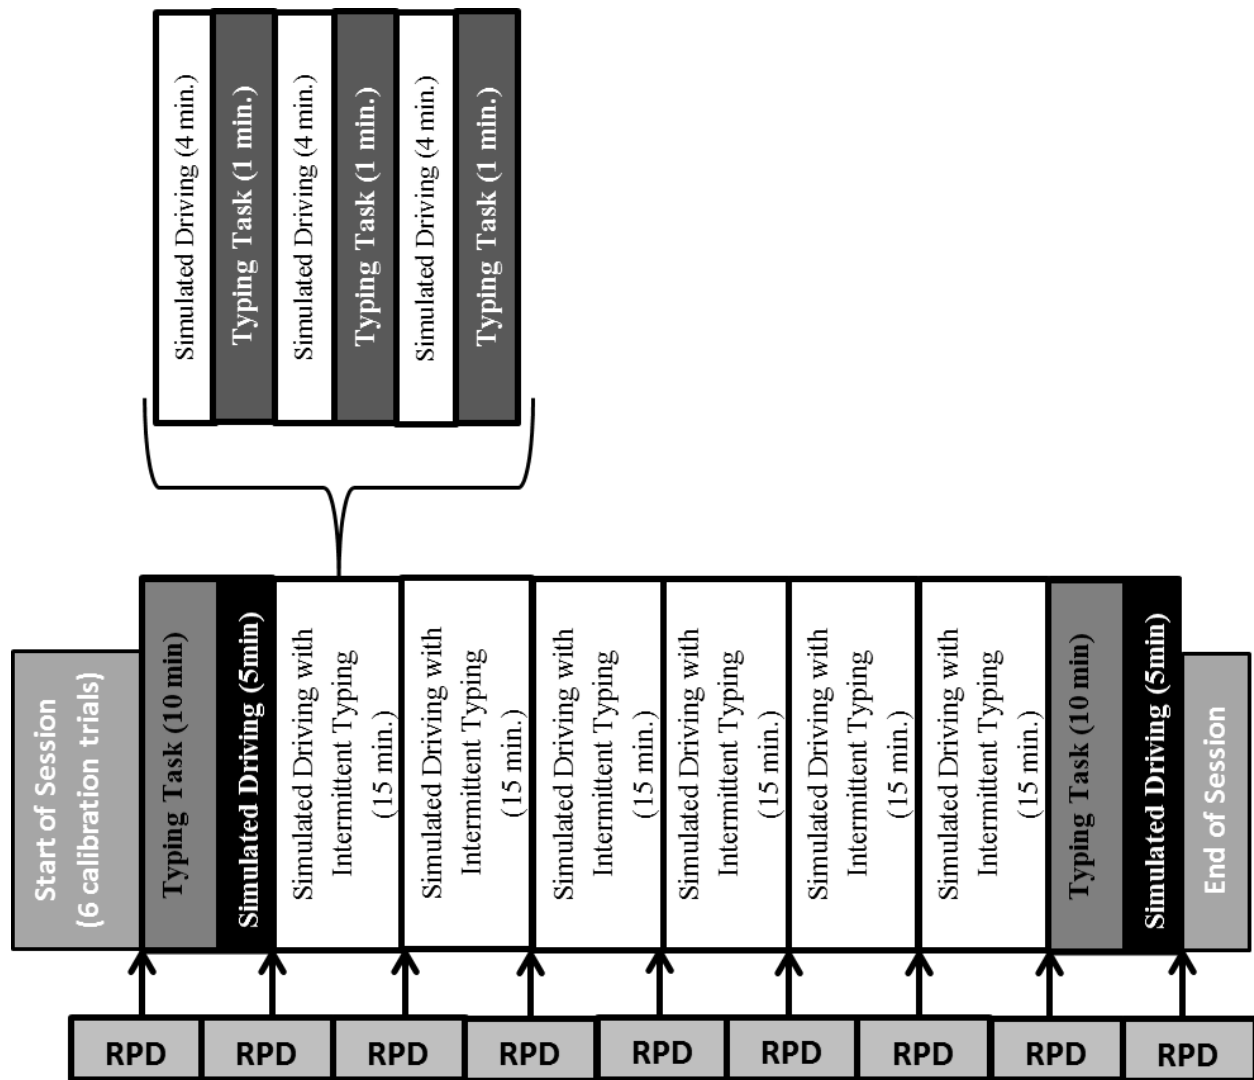 Simulated Driving (4 min.)
Typing Task (1 min.)
Simulated Driving (4 min.)
Typing Task (1 min.)
Simulated Driving (4 min.)
Typing Task (1 min.)
Start of Session
(6 calibration trials)
Typing Task (10 min)
Simulated Driving (5min)
Simulated Driving with
Intermittent Typing
(15 min.)
Simulated Driving with
Intermittent Typing
(15 min.)
Simulated Driving with
Intermittent Typing
(15 min.)
Simulated Driving with
Intermittent Typing
(15 min.)
Simulated Driving with
Intermittent Typing
(15 min.)
Simulated Driving with
Intermittent Typing
(15 min.)
Typing Task (10 min)
Simulated Driving (5min)
End of Session
RPD
RPD
RPD
RPD
RPD
RPD
RPD
RPD
RPD